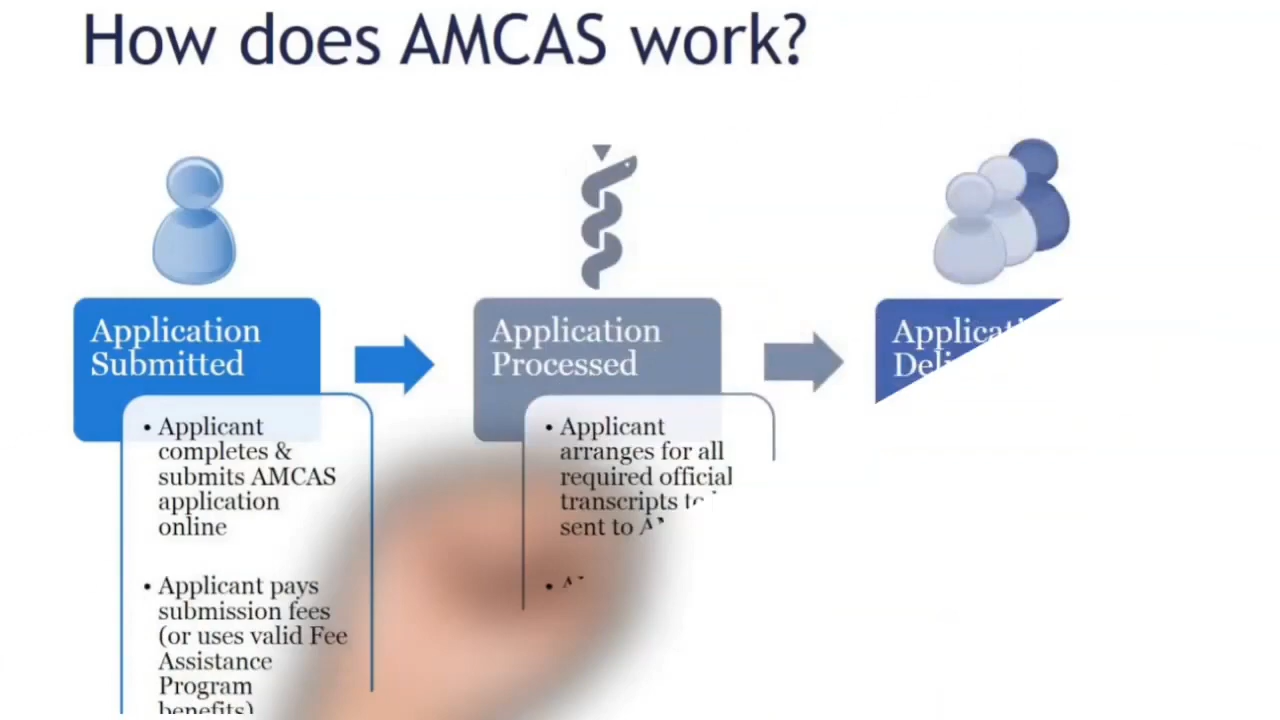 How does AMCAS work?
Application
Submitted
• Applicant
completes &
submits AMCAS
application
online
• Applicant pays
submission fees
(or uses valid Fee
Assistance
Program
benefits)
Application
Processed
• Applicant
arranges for all
required official
transcripts
sent to
•